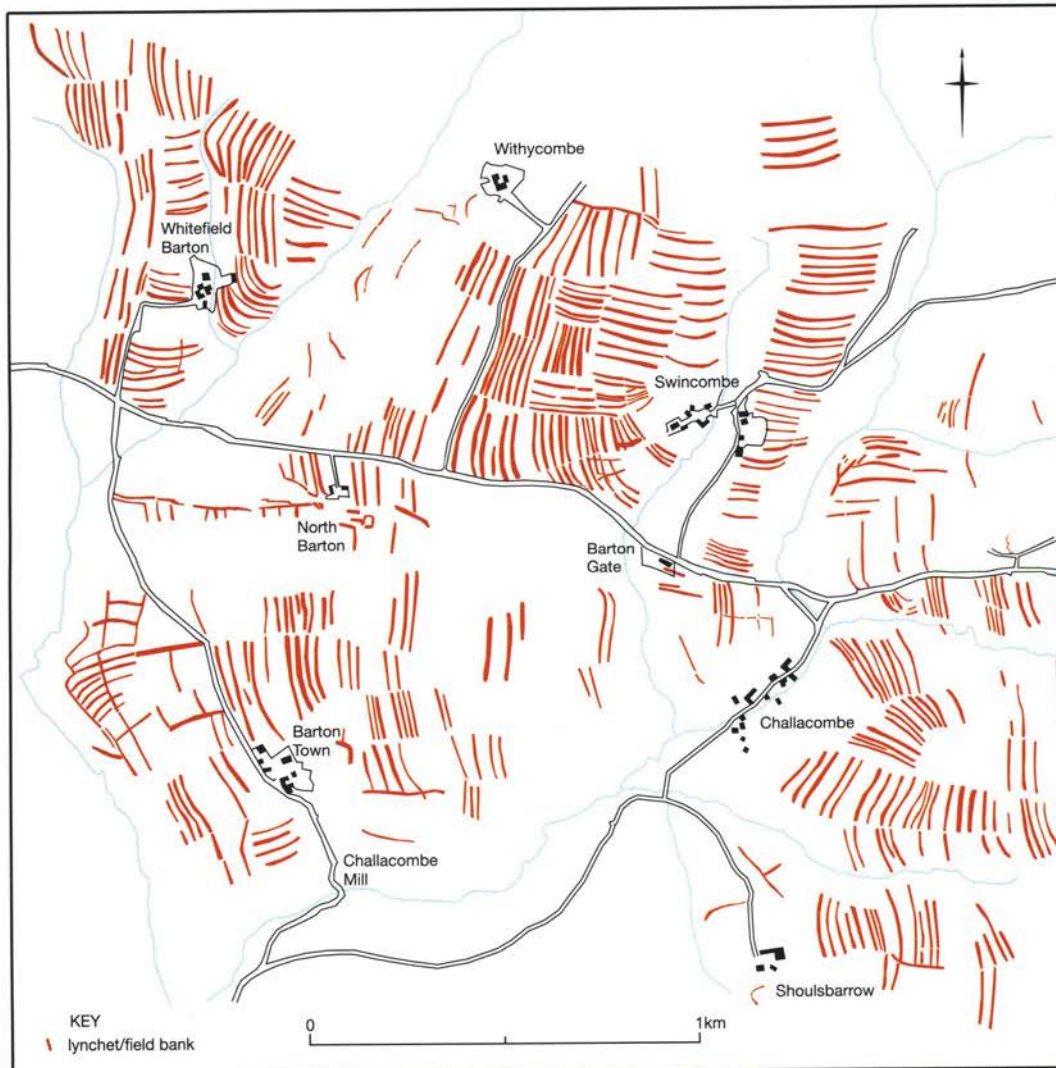 Withycombe
Whitefield
Barton
Swincombe
North
Barton
Barton
Gate
Challacombe
Barton
Town
Challacombe
Mill
Shoulsbarrow
KEY
lynchet/field bank
0
1km